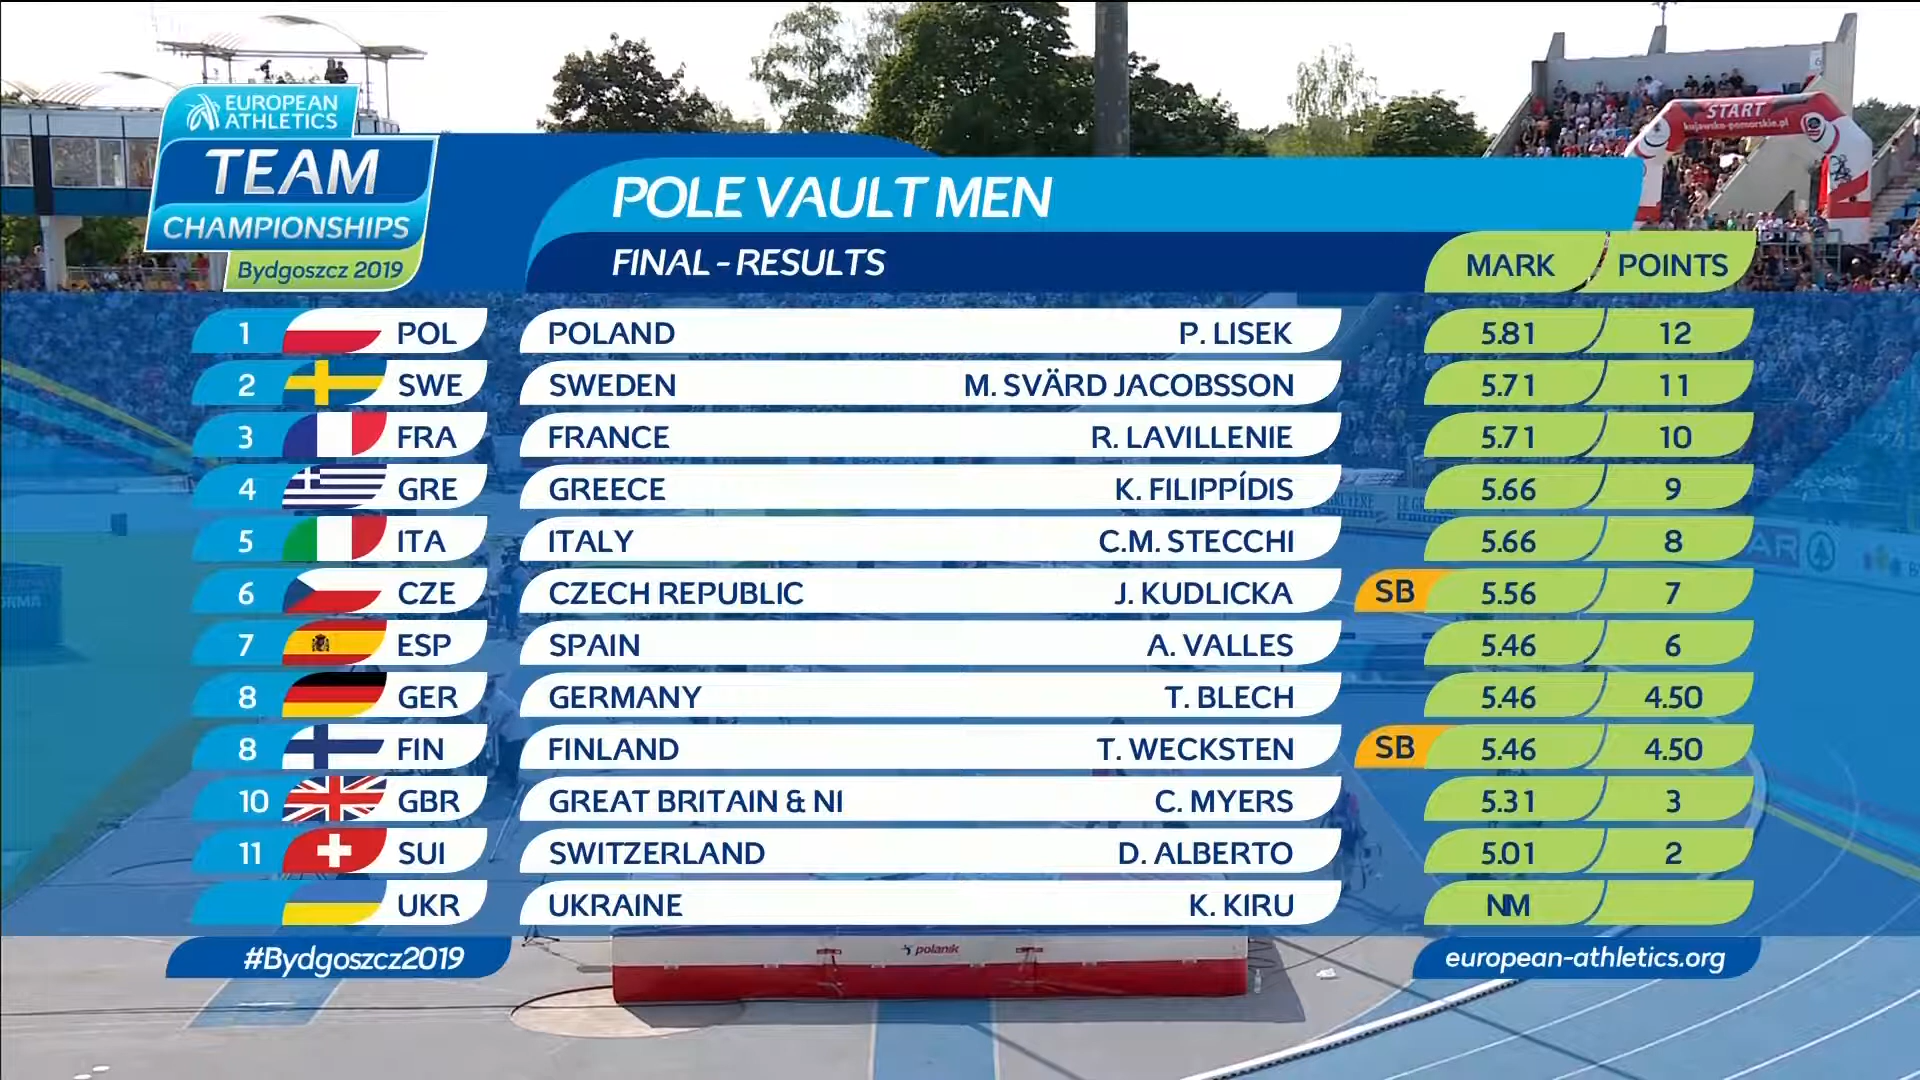 EUROPEAN
ATHLETICS
TEAM
CHAMPIONSHIPS
Bydgoszcz 2019
START
kujawsko-pomorskie.pl
POLE VAULT MEN
FINAL - RESULTS
MARK POINTS
1 POL POLAND P. LISEK 5.81 12
2 SWE SWEDEN M. SVÄRD JACOBSSON 5.71 11
3 FRA FRANCE R. LAVILLENIE 5.71 10
4 GRE GREECE K. FILIPPÍDIS 5.66 9
5 ITA ITALY C.M. STECCHI 5.66 8
6 CZE CZECH REPUBLIC J. KUDLICKA SB 5.56 7
7 ESP SPAIN A. VALLES 5.46 6
8 GER GERMANY T. BLECH 5.46 4.50
8 FIN FINLAND T. WECKSTEN SB 5.46 4.50
10 GBR GREAT BRITAIN & NI C. MYERS 5.31 3
11 SUI SWITZERLAND D. ALBERTO 5.01 2
UKR UKRAINE K. KIRU NM
polanik
#Bydgoszcz2019
european-athletics.org